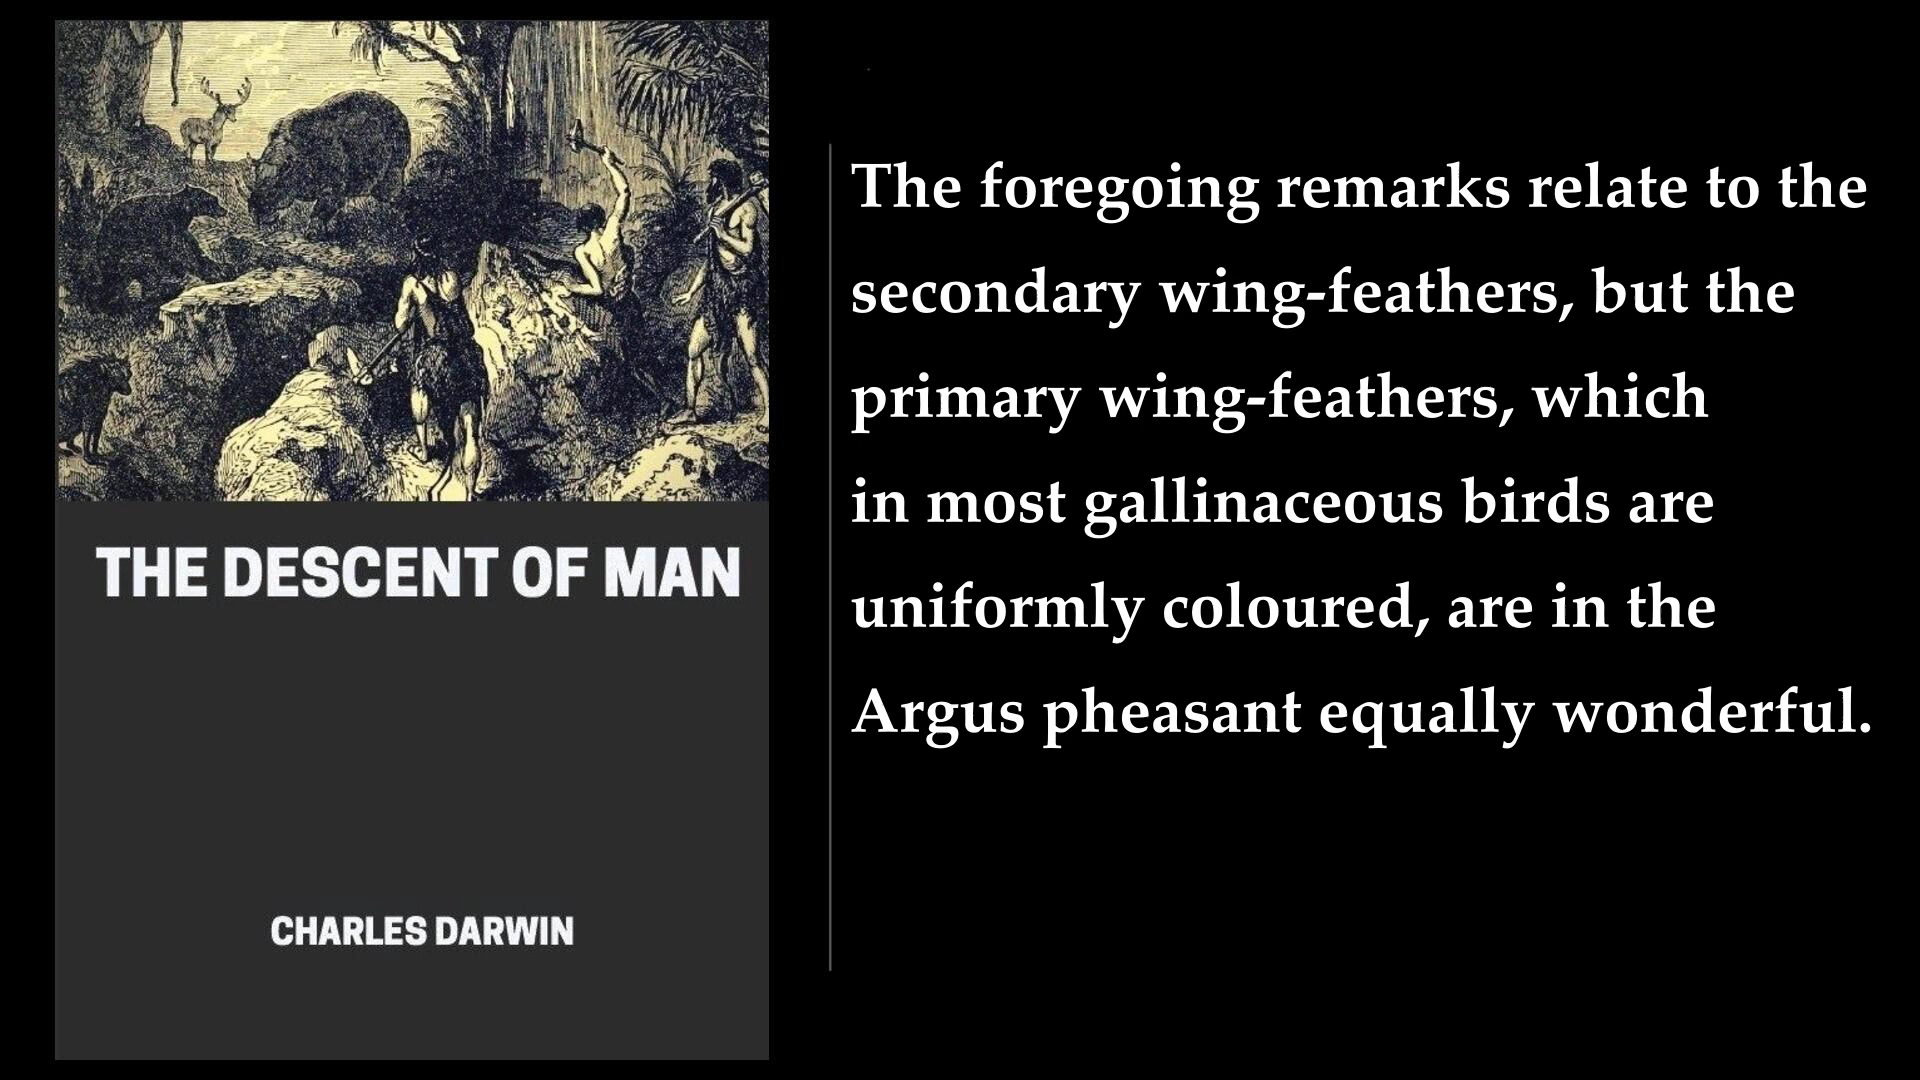 THE DESCENT OF MAN
CHARLES DARWIN
The foregoing remarks relate to the
secondary wing-feathers, but the
primary wing-feathers, which
in most gallinaceous birds are
uniformly coloured, are in the
Argus pheasant equally wonderful.